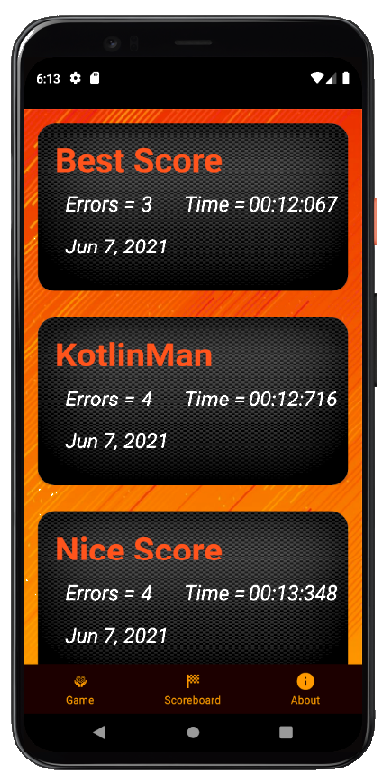 6:13
Best Score
Errors = 3 Time = 00:12:067
Jun 7, 2021
KotlinMan
Errors = 4 Time = 00:12:716
Jun 7, 2021
Nice Score
Errors = 4 Time = 00:13:348
Jun 7, 2021
Game Scoreboard About